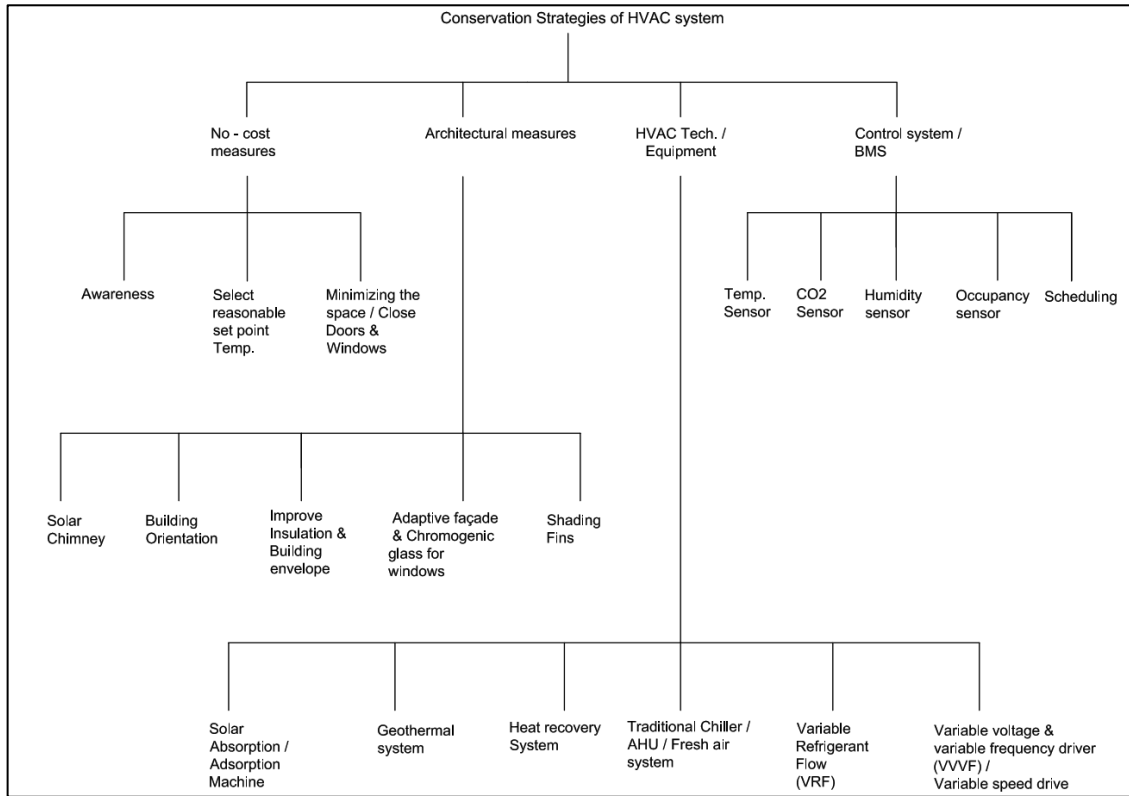 Conservation Strategies of HVAC system
No - cost
measures
Architectural measures
HVAC Tech. /
Equipment
Control system /
BMS
Awareness
Select
reasonable
set point
Temp.
Minimizing the
space / Close
Doors &
Windows
Temp.
Sensor
CO2
Sensor
Humidity
sensor
Occupancy
sensor
Scheduling
Solar
Chimney
Building
Orientation
Improve
Insulation &
Building
envelope
Adaptive façade
& Chromogenic
glass for
windows
Shading
Fins
Solar
Absorption /
Adsorption
Machine
Geothermal
system
Heat recovery
System
Traditional Chiller /
AHU / Fresh air
system
Variable
Refrigerant
Flow
(VRF)
Variable voltage &
variable frequency driver
(VVVF) /
Variable speed drive